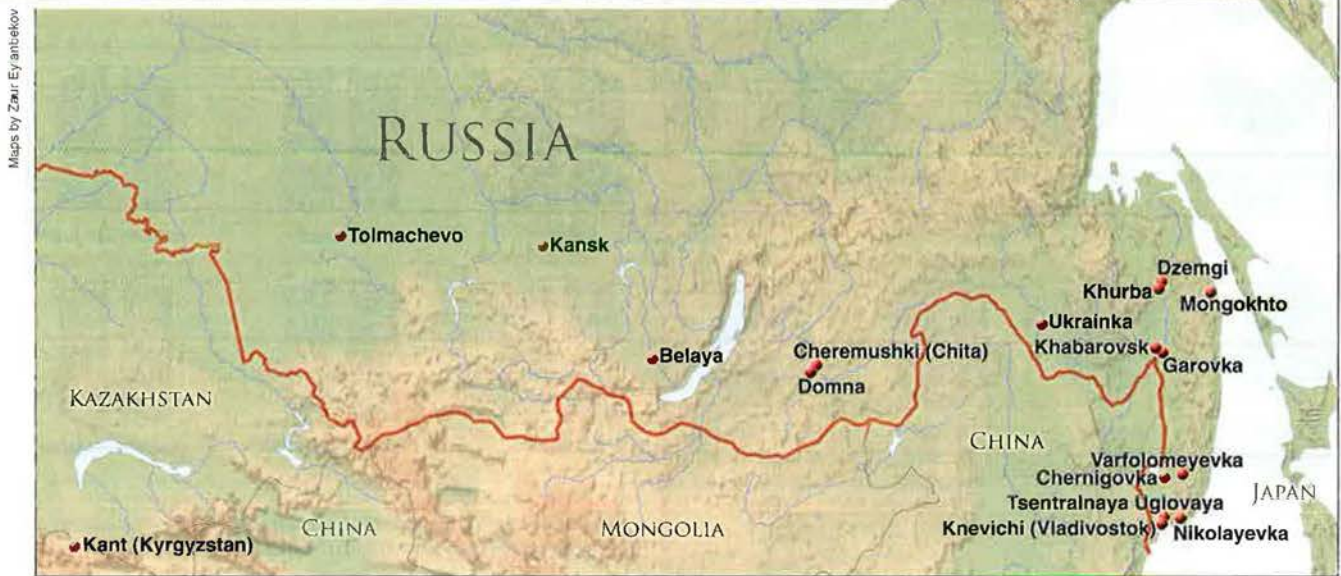 Maps by Zaur Eylanbekov
RUSSIA
Tolmachevo
Kansk
Dzemgi
Khurba
Mongokhto
Ukrainka
Khabarovsk
Garovka
Belaya
Cheremushki (Chita)
Domna
KAZAKHSTAN
CHINA
Varfolomeyevka
Chernigovka
JAPAN
Tsentralnaya Uglovaya
Knevichi (Vladivostok)
Nikolayevka
CHINA
MONGOLIA
Kant (Kyrgyzstan)